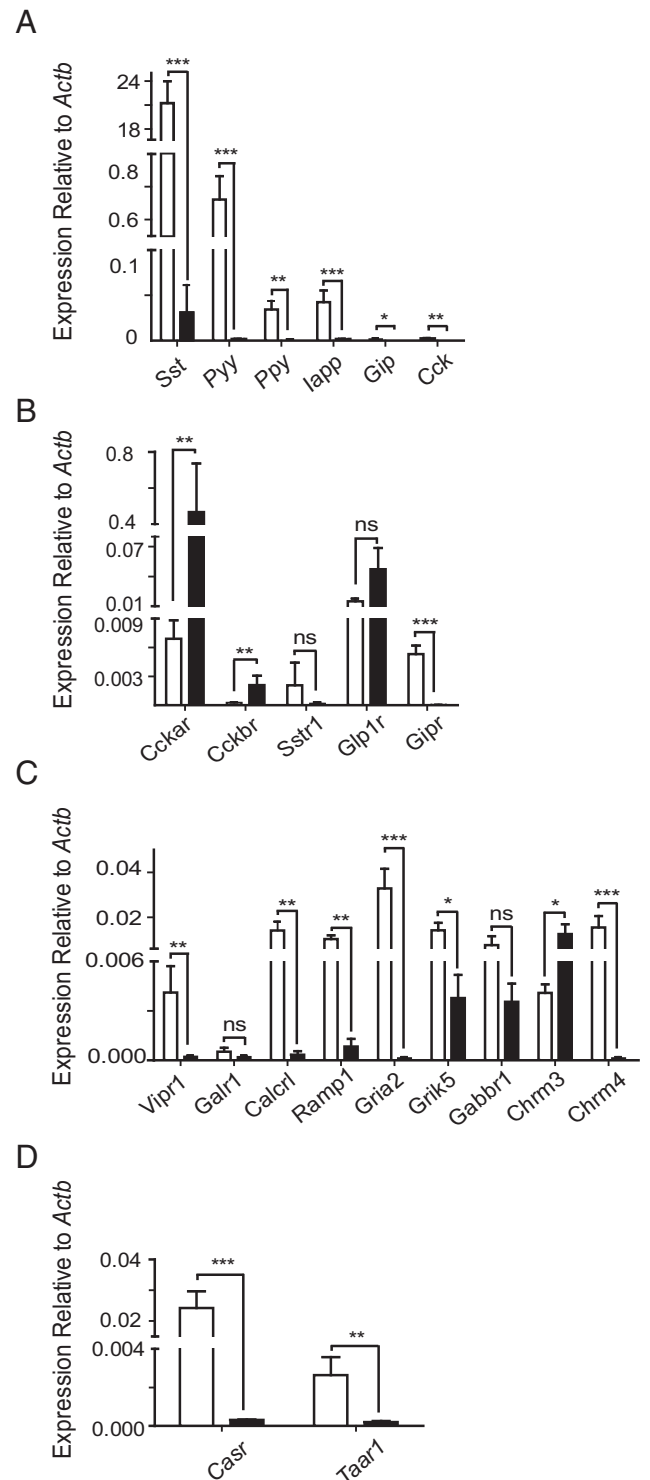 A
Expression Relative to Actb
24
18
0.8
0.6
0.1
0
*** *** ** *** * **
Sst Pyy Ppy Iapp Gip Cck
B
Expression Relative to Actb
0.8
0.4
0.07
0.01
0.009
0.003
** ** ns ns ***
Cckar Cckbr Sstr1 Glp1r Gipr
C
Expression Relative to Actb
0.04
0.02
0.006
0.000
** ns ** ** *** * ns * ***
Vipr1 Galr1 Calcrl Ramp1 Gria2 Grik5 Gabbr1 Chrm3 Chrm4
D
Expression Relative to Actb
0.04
0.02
0.004
0.000
*** **
Casr Taar1